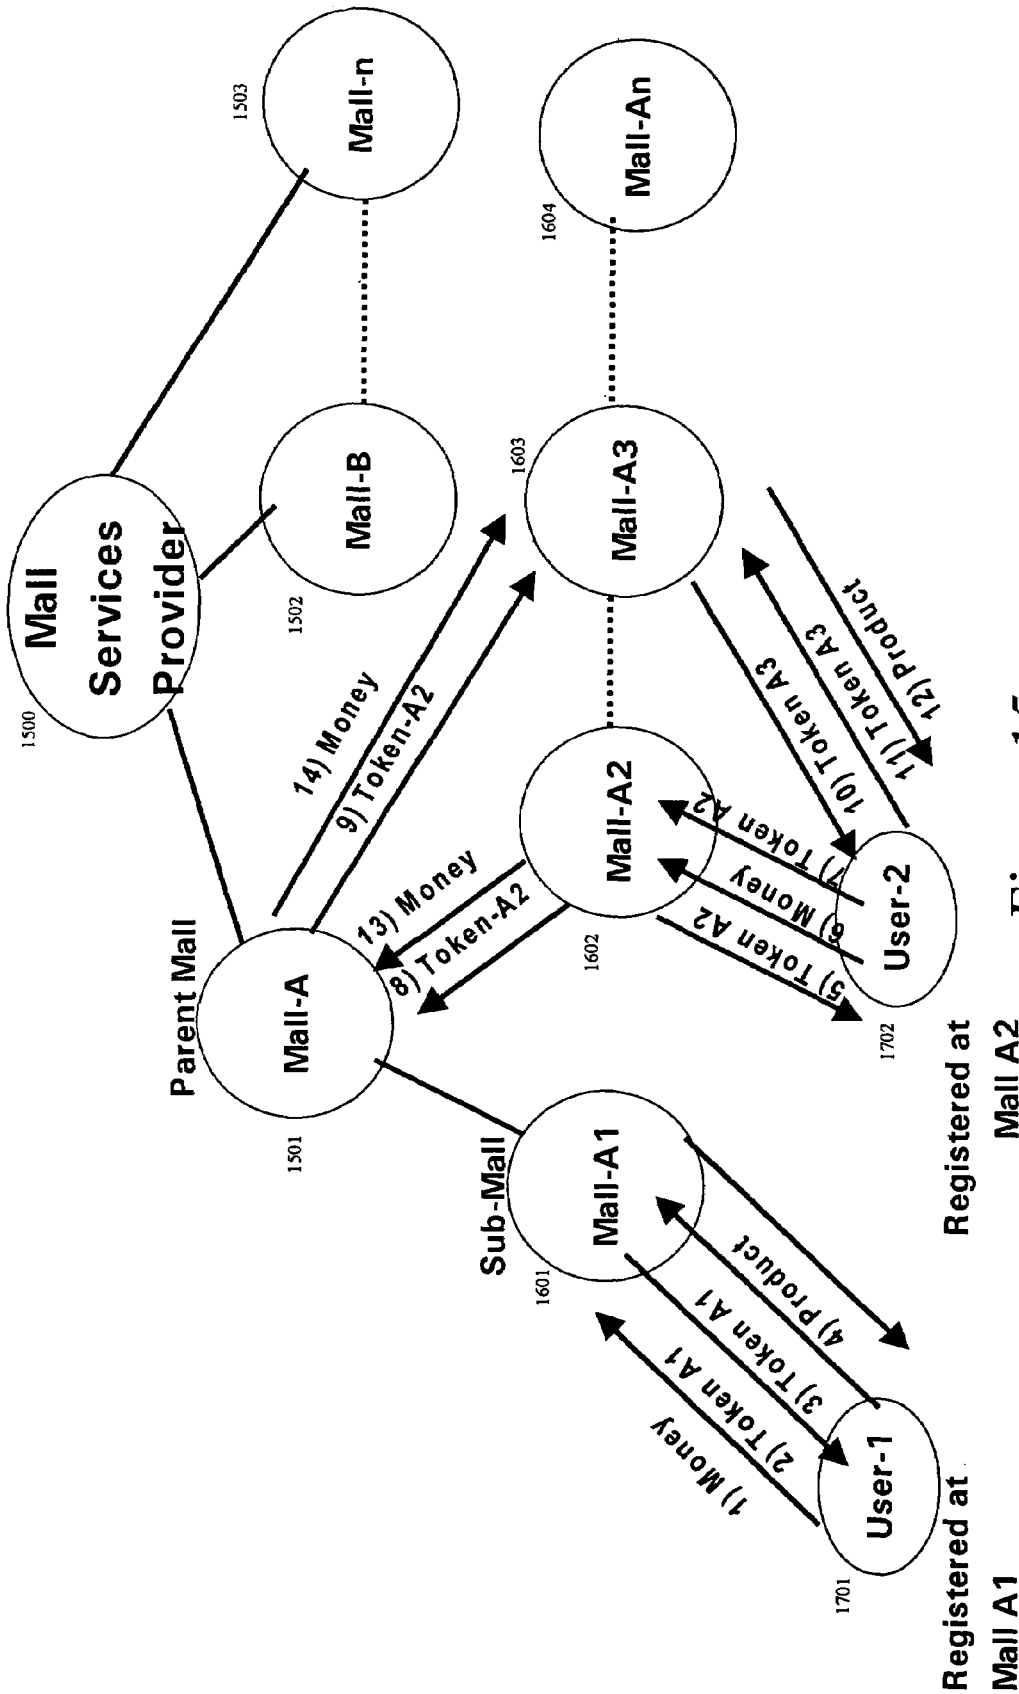 1500
Mall
Services
Provider
1503
Mall-n
1502
Mall-B
Parent Mall
1501
Mall-A
14) Money
9) Token-A2
13) Money
8) Token-A2
Sub-Mall
1601
Mall-A1
1602
Mall-A2
1603
Mall-A3
1604
Mall-An
1) Money
2) Token A1
3) Token A1
4) Product
5) Token A2
6) Money
7) Token A2
10) Token A3
11) Token A3
12) Product
1701
User-1
Registered at
Mall A1
1702
User-2
Registered at
Mall A2